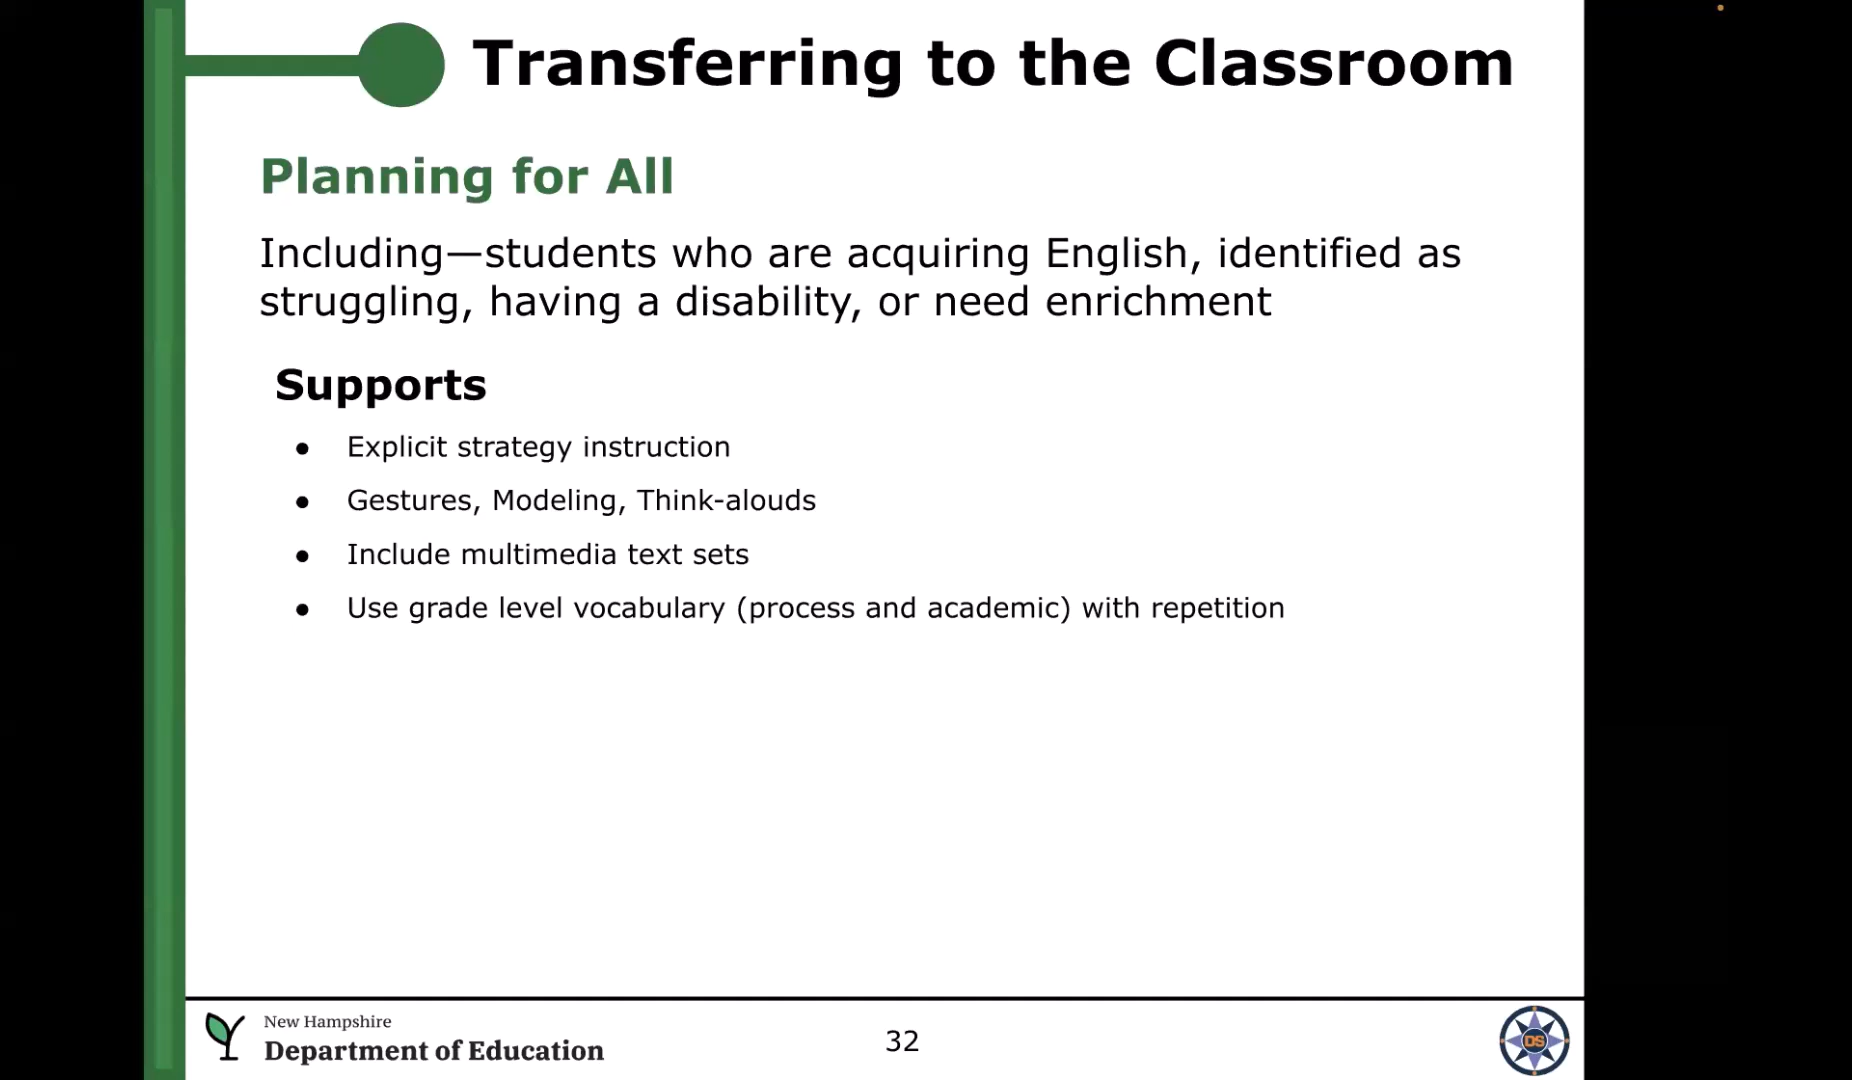 Transferring to the Classroom
Planning for All
Including—students who are acquiring English, identified as
struggling, having a disability, or need enrichment
Supports
● Explicit strategy instruction
● Gestures, Modeling, Think-alouds
● Include multimedia text sets
● Use grade level vocabulary (process and academic) with repetition
New Hampshire
Department of Education
32
DS